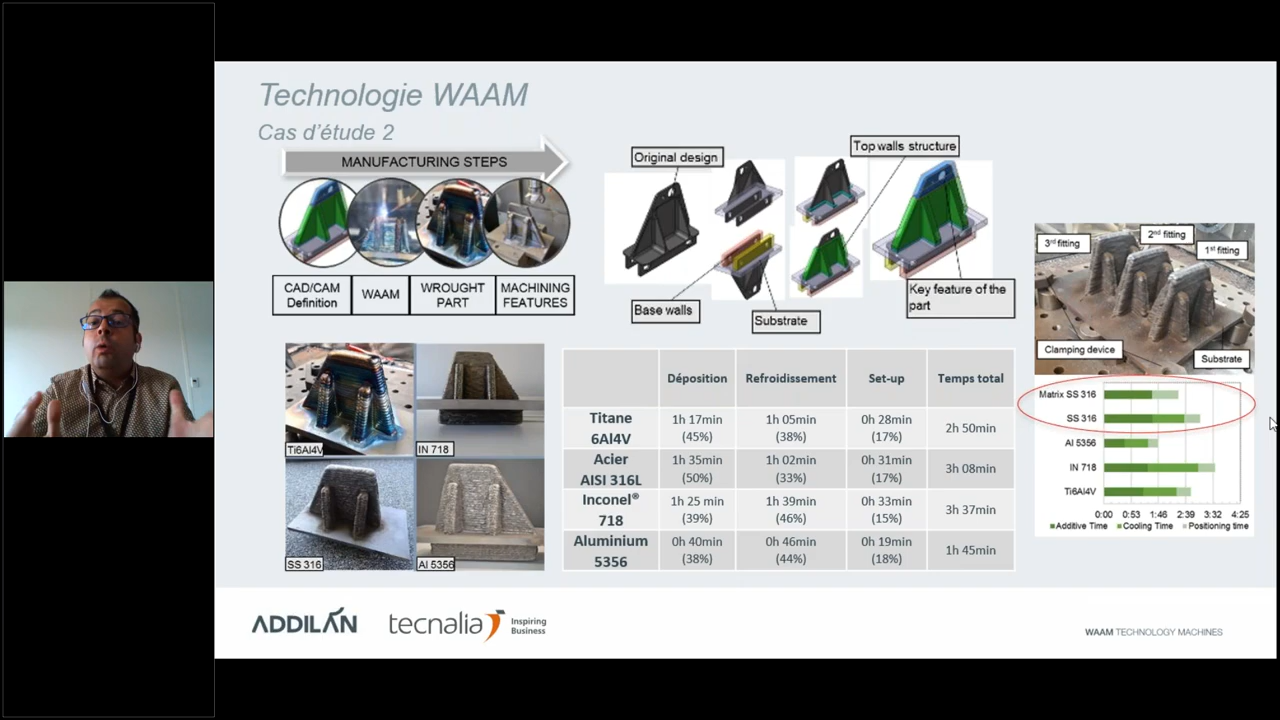 Technologie WAAM
Cas d'étude 2
MANUFACTURING STEPS
CAD/CAM
Definition
WAAM
WROUGHT
PART
MACHINING
FEATURES
Original design
Top walls structure
Base walls
Substrate
Key feature of the
part
3rd fitting
2nd fitting
1st fitting
Clamping device
Substrate
Ti6Al4V
IN 718
SS 316
Al 5356
Déposition Refroidissement Set-up Temps total
Titane
6Al4V
1h 17min
(45%)
1h 05min
(38%)
0h 28min
(17%)
2h 50min
Acier
AISI 316L
1h 35min
(50%)
1h 02min
(33%)
0h 31min
(17%)
3h 08min
Inconel®
718
1h 25 min
(39%)
1h 39min
(46%)
0h 33min
(15%)
3h 37min
Aluminium
5356
0h 40min
(38%)
0h 46min
(44%)
0h 19min
(18%)
1h 45min
Matrix SS 316
SS 316
Al 5356
IN 718
Ti6Al4V
0:00 0:53 1:46 2:39 3:32 4:25
Additive Time Cooling Time Positioning time
ADDILAN
tecnalia Inspiring
Business
WAAM TECHNOLOGY MACHINES